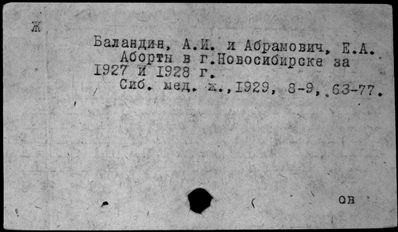 Ж
Баландин, А.И. и Абрамович, Е.А.
Аборты в г.Новосибирске за
1927 и 1928 г.
Сиб. мед. ж.,1929, 8-9, 63-77.
ов